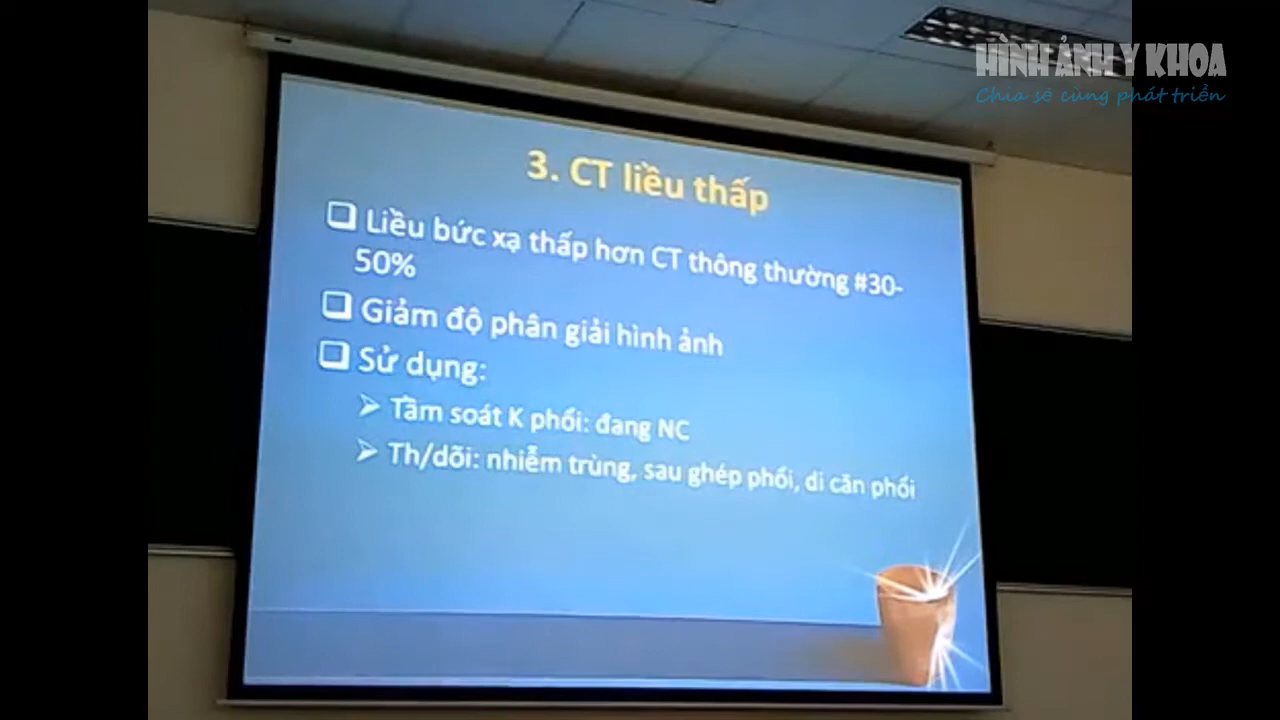 HÌNH ẢNH Y KHOA
Chia sẻ cùng phát triển
3. CT liều thấp
Liều bức xạ thấp hơn CT thông thường #30-
50%
Giảm độ phân giải hình ảnh
Sử dụng:
Tầm soát K phổi: đang NC
Th/dõi: nhiễm trùng, sau ghép phổi, di căn phổi